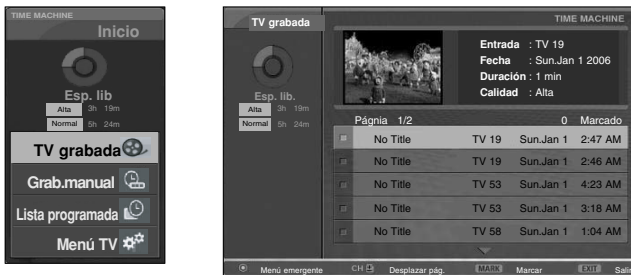 TIME MACHINE
Inicio
Esp. lib
Alta 3h 19m
Normal 5h 24m
TV grabada
Grab.manual
Lista programada
Menú TV
TV grabada
TIME MACHINE
Esp. lib.
Alta 3h 19m
Normal 5h 24m
Entrada : TV 19
Fecha : Sun.Jan 1 2006
Duración : 1 min
Calidad : Alta
Págnia 1/2 0 Marcado
No Title TV 19 Sun.Jan 1 2:47 AM
No Title TV 19 Sun.Jan 1 2:46 AM
No Title TV 53 Sun.Jan 1 4:23 AM
No Title TV 53 Sun.Jan 1 3:18 AM
No Title TV 58 Sun.Jan 1 1:04 AM
Menú emergente CH Desplazar pág. MARK Marcar EXIT Salir